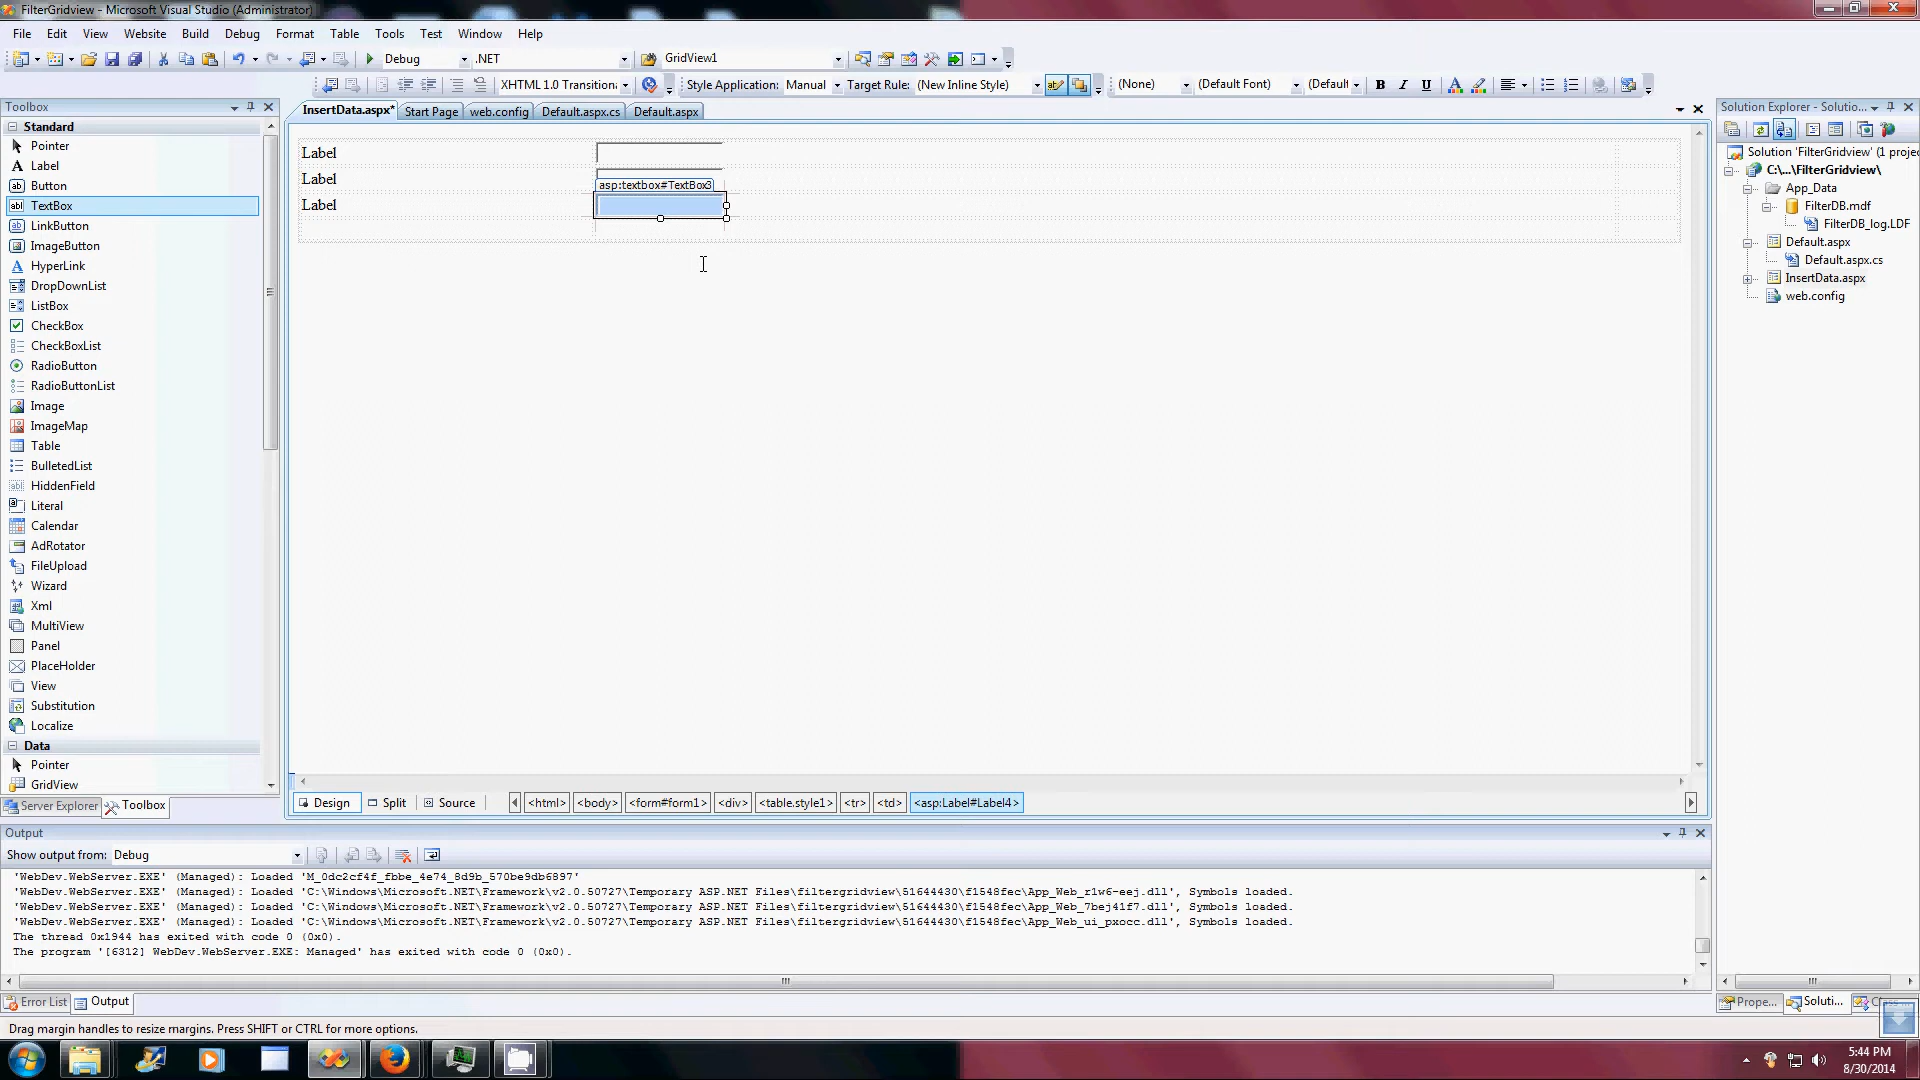 FilterGridview - Microsoft Visual Studio (Administrator)
File Edit View Website Build Debug Format Table Tools Test Window Help
Debug .NET GridView1
XHTML 1.0 Transition Style Application: Manual Target Rule: (New Inline Style) (None) (Default Font) (Default B I U
Toolbox
InsertData.aspx* Start Page web.config Default.aspx.cs Default.aspx
Solution Explorer - Solutio...
Standard
Pointer
Label
Button
TextBox
LinkButton
ImageButton
HyperLink
DropDownList
ListBox
CheckBox
CheckBoxList
RadioButton
RadioButtonList
Image
ImageMap
Table
BulletedList
HiddenField
Literal
Calendar
AdRotator
FileUpload
Wizard
Xml
MultiView
Panel
PlaceHolder
View
Substitution
Localize
Data
Pointer
GridView
Server Explorer Toolbox
Label
Label
asp:textbox#TextBox3
Label
Solution 'FilterGridview' (1 projec
C:\...\FilterGridview\
App_Data
FilterDB.mdf
FilterDB_log.LDF
Default.aspx
Default.aspx.cs
InsertData.aspx
web.config
Design Split Source <html> <body> <form#form1> <div> <table.style1> <tr> <td> <asp:Label#Label4>
Output
Show output from: Debug
'WebDev.WebServer.EXE' (Managed): Loaded 'M_0dc2cf4f_fbbe_4e74_8d9b_570be9db6897'
'WebDev.WebServer.EXE' (Managed): Loaded 'C:\Windows\Microsoft.NET\Framework\v2.0.50727\Temporary ASP.NET Files\filtergridview\51644430\f1548fec\App_Web_r1w6-eej.dll', Symbols loaded.
'WebDev.WebServer.EXE' (Managed): Loaded 'C:\Windows\Microsoft.NET\Framework\v2.0.50727\Temporary ASP.NET Files\filtergridview\51644430\f1548fec\App_Web_7bej41f7.dll', Symbols loaded.
'WebDev.WebServer.EXE' (Managed): Loaded 'C:\Windows\Microsoft.NET\Framework\v2.0.50727\Temporary ASP.NET Files\filtergridview\51644430\f1548fec\App_Web_ui_pxocc.dll', Symbols loaded.
The thread 0x1944 has exited with code 0 (0x0).
The program '[6312] WebDev.WebServer.EXE: Managed' has exited with code 0 (0x0).
Error List Output
Prope... Soluti...
Drag margin handles to resize margins. Press SHIFT or CTRL for more options.
5:44 PM
8/30/2014